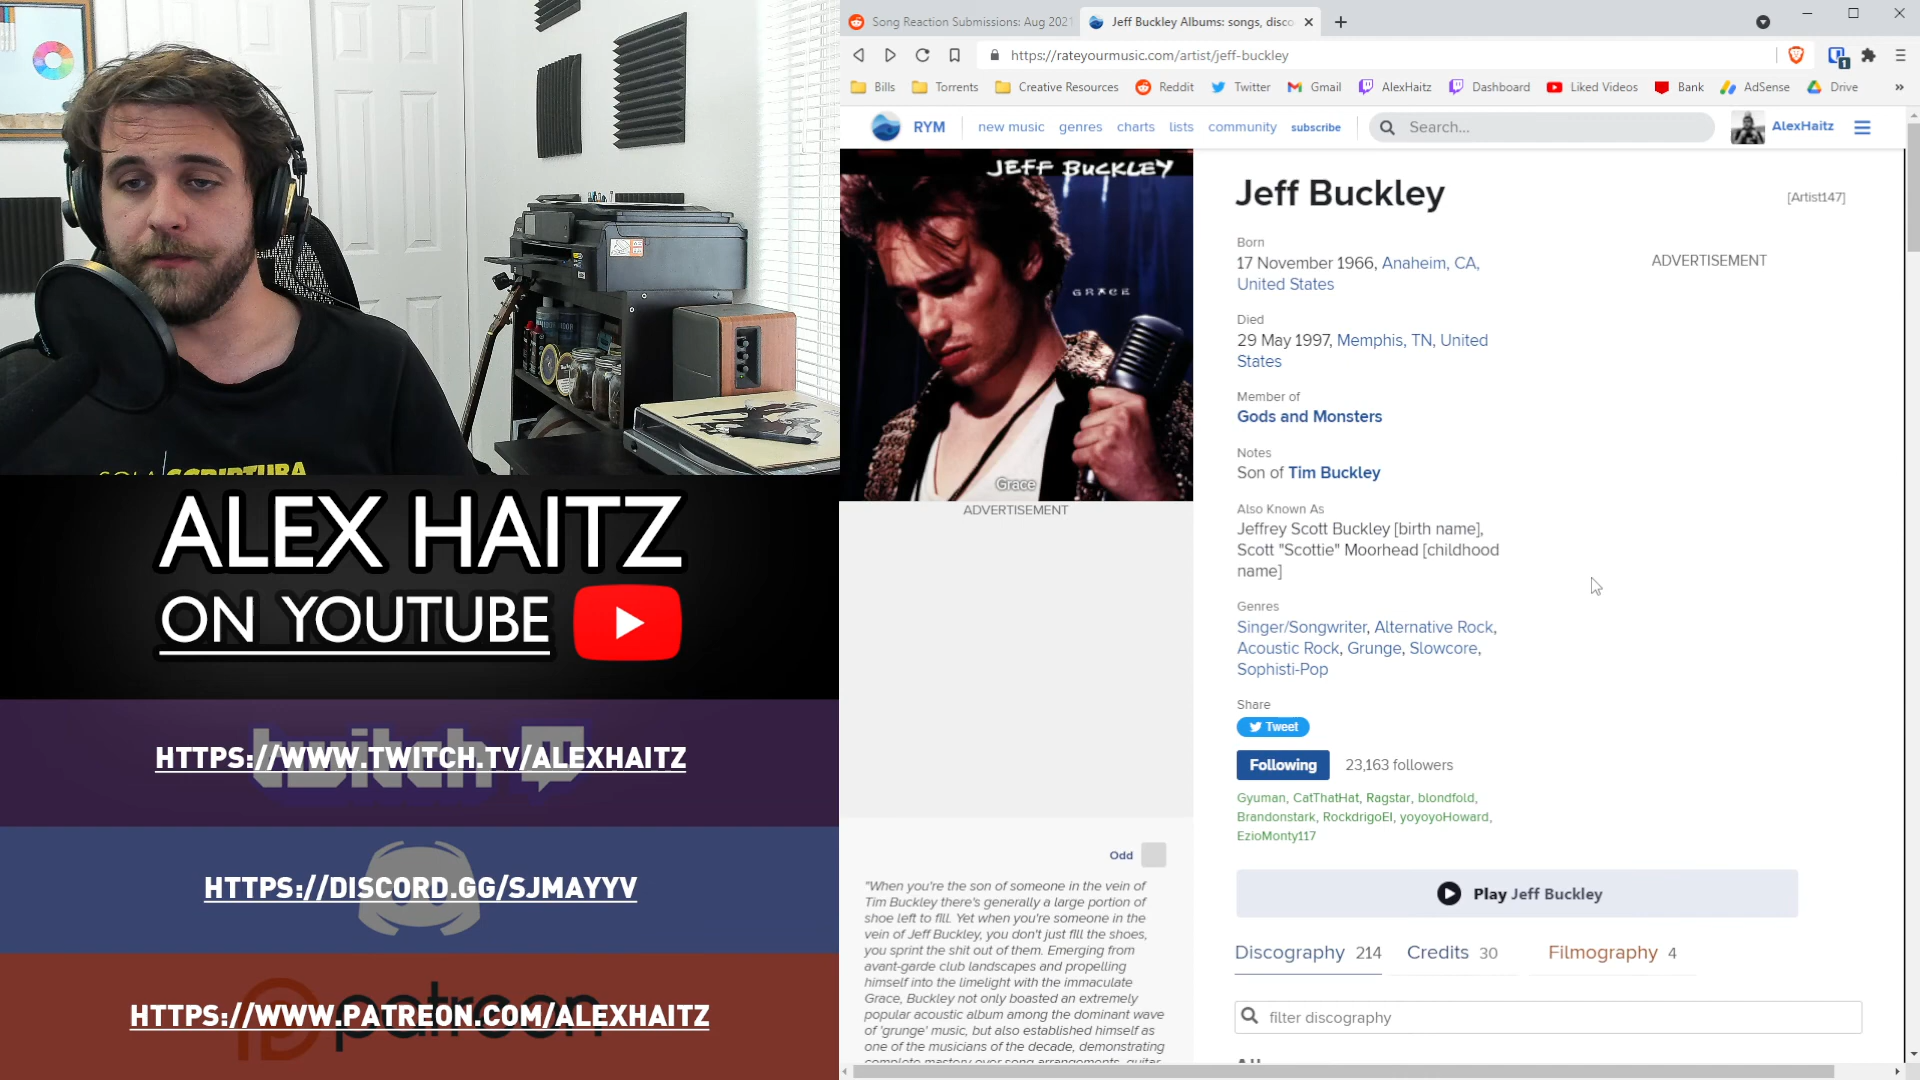 SOLA SCRIPTURA
ALEX HAITZ
ON YOUTUBE
twitch
HTTPS://WWW.TWITCH.TV/ALEXHAITZ
HTTPS://DISCORD.GG/SJMAYYV
patreon
HTTPS://WWW.PATREON.COM/ALEXHAITZ
Song Reaction Submissions: Aug 2021
Jeff Buckley Albums: songs, disco
https://rateyourmusic.com/artist/jeff-buckley
1
Bills Torrents Creative Resources Reddit Twitter Gmail AlexHaitz Dashboard Liked Videos Bank AdSense Drive »
RYM new music genres charts lists community subscribe Search... AlexHaitz
JEFF BUCKLEY
GRACE
Grace
ADVERTISEMENT
Odd
"When you're the son of someone in the vein of
Tim Buckley there's generally a large portion of
shoe left to fill. Yet when you're someone in the
vein of Jeff Buckley, you don't just fill the shoes,
you sprint the shit out of them. Emerging from
avant-garde club landscapes and propelling
himself into the limelight with the immaculate
Grace, Buckley not only boasted an extremely
popular acoustic album among the dominant wave
of 'grunge' music, but also established himself as
one of the musicians of the decade, demonstrating
complete mastery over song arrangements, guitar
Jeff Buckley
[Artist147]
Born
17 November 1966, Anaheim, CA,
United States
ADVERTISEMENT
Died
29 May 1997, Memphis, TN, United
States
Member of
Gods and Monsters
Notes
Son of Tim Buckley
Also Known As
Jeffrey Scott Buckley [birth name],
Scott "Scottie" Moorhead [childhood
name]
Genres
Singer/Songwriter, Alternative Rock,
Acoustic Rock, Grunge, Slowcore,
Sophisti-Pop
Share
Tweet
Following 23,163 followers
Gyuman, CatThatHat, Ragstar, blondfold,
Brandonstark, RockdrigoEl, yoyoyoHoward,
EzioMonty117
Play Jeff Buckley
Discography 214 Credits 30 Filmography 4
filter discography